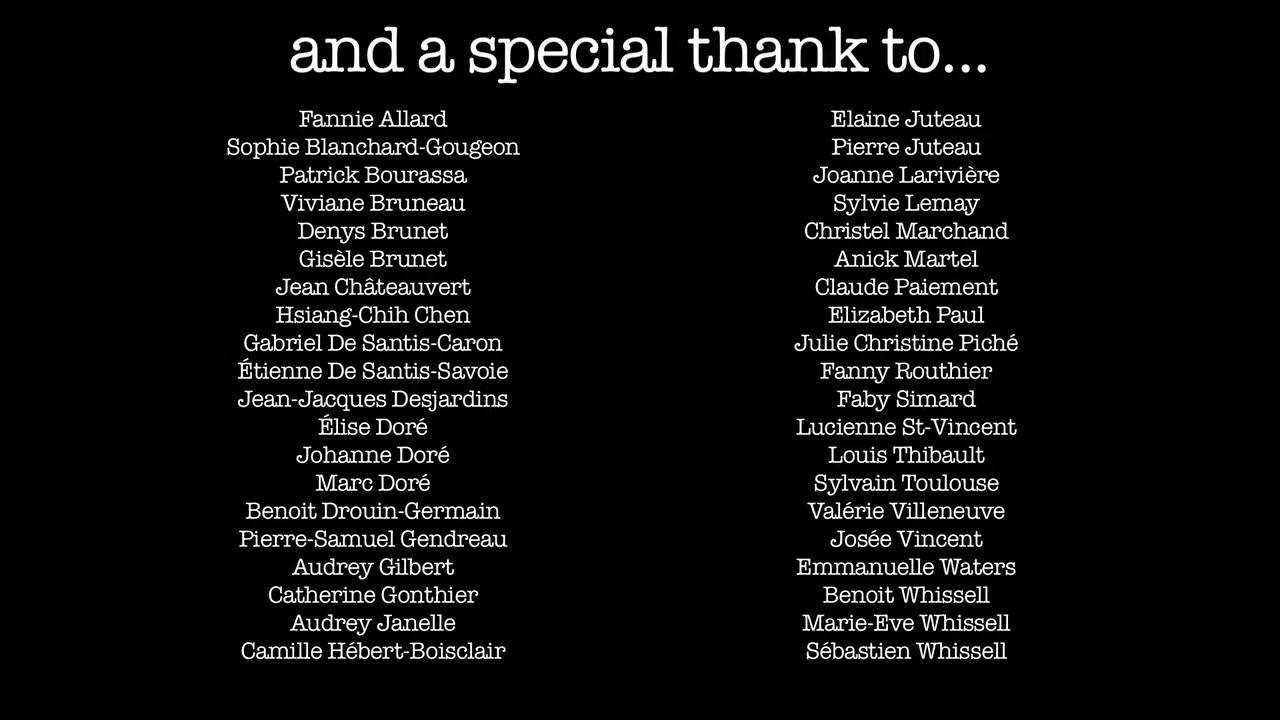 and a special thank to...
Fannie Allard
Sophie Blanchard-Gougeon
Patrick Bourassa
Viviane Bruneau
Denys Brunet
Gisèle Brunet
Jean Châteauvert
Hsiang-Chih Chen
Gabriel De Santis-Caron
Étienne De Santis-Savoie
Jean-Jacques Desjardins
Élise Doré
Johanne Doré
Marc Doré
Benoit Drouin-Germain
Pierre-Samuel Gendreau
Audrey Gilbert
Catherine Gonthier
Audrey Janelle
Camille Hébert-Boisclair
Elaine Juteau
Pierre Juteau
Joanne Larivière
Sylvie Lemay
Christel Marchand
Anick Martel
Claude Paiement
Elizabeth Paul
Julie Christine Piché
Fanny Routhier
Faby Simard
Lucienne St-Vincent
Louis Thibault
Sylvain Toulouse
Valérie Villeneuve
Josée Vincent
Emmanuelle Waters
Benoit Whissell
Marie-Eve Whissell
Sébastien Whissell